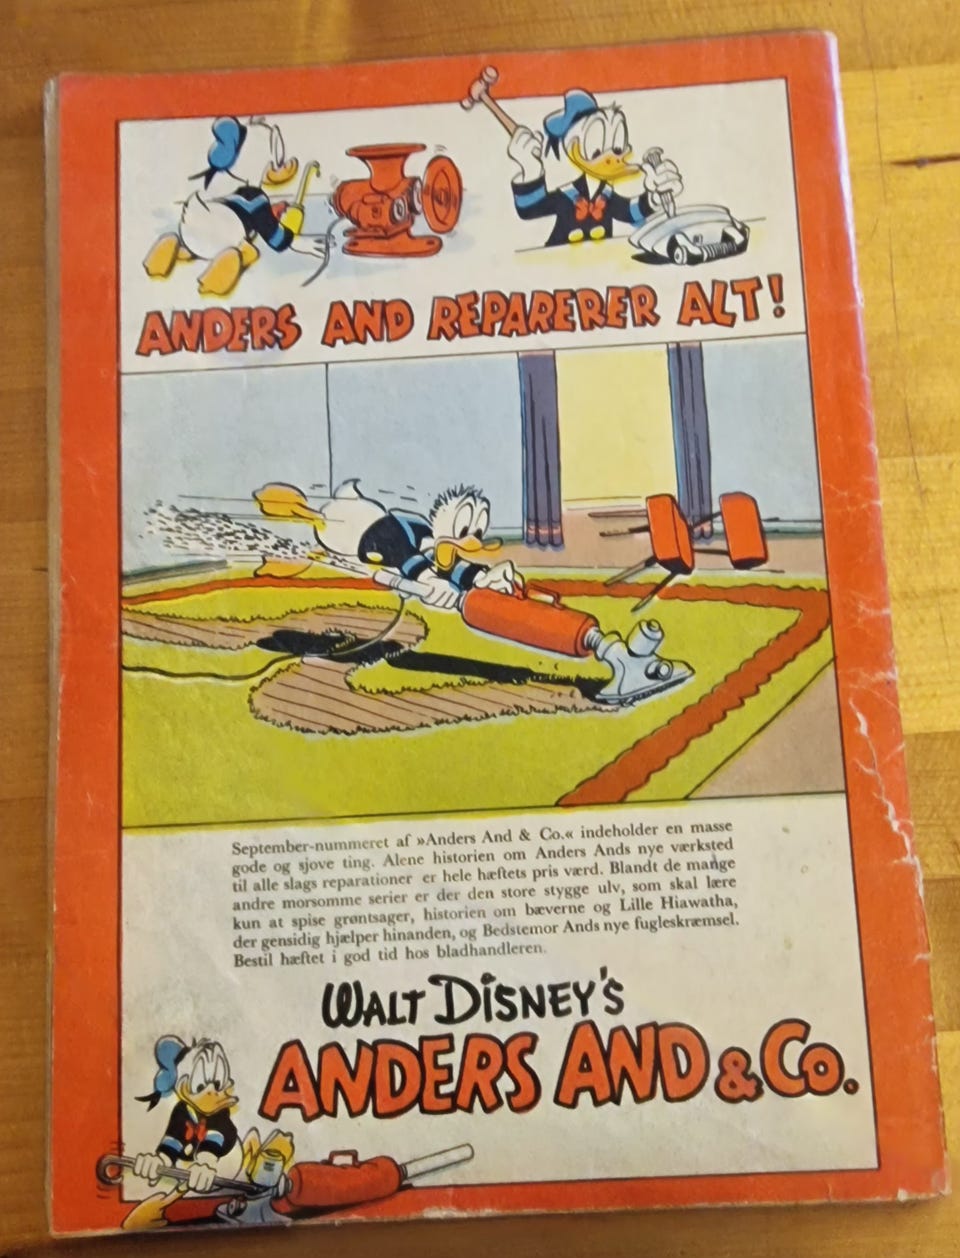 ANDERS AND REPARERER ALT!
September-nummeret af »Anders And & Co.« indeholder en masse
gode og sjove ting. Alene historien om Anders Ands nye værksted
til alle slags reparationer er hele hæftets pris værd. Blandt de mange
andre morsomme serier er der den store stygge ulv, som skal lære
kun at spise grøntsager, historien om bæverne og Lille Hiawatha,
der gensidig hjælper hinanden, og Bedstemor Ands nye fugleskræmsel.
Bestil hæftet i god tid hos bladhandleren.
WALT DISNEY'S
ANDERS AND & Co.